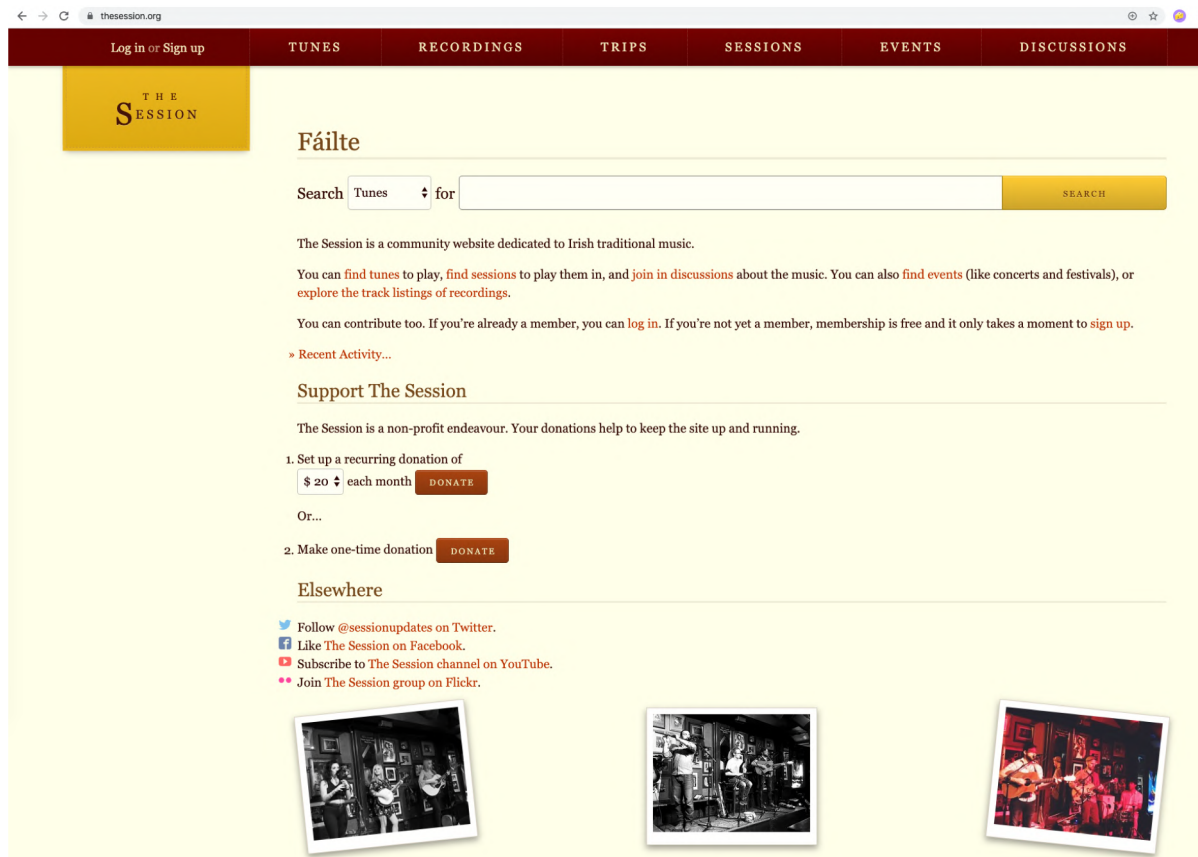 thesession.org
Log in or Sign up
TUNES
RECORDINGS
TRIPS
SESSIONS
EVENTS
DISCUSSIONS
THE
SESSION
Fáilte
Search Tunes for
SEARCH
The Session is a community website dedicated to Irish traditional music.
You can find tunes to play, find sessions to play them in, and join in discussions about the music. You can also find events (like concerts and festivals), or
explore the track listings of recordings.
You can contribute too. If you’re already a member, you can log in. If you’re not yet a member, membership is free and it only takes a moment to sign up.
» Recent Activity…
Support The Session
The Session is a non-profit endeavour. Your donations help to keep the site up and running.
1. Set up a recurring donation of
$ 20 each month DONATE
Or…
2. Make one-time donation DONATE
Elsewhere
Follow @sessionupdates on Twitter.
Like The Session on Facebook.
Subscribe to The Session channel on YouTube.
Join The Session group on Flickr.